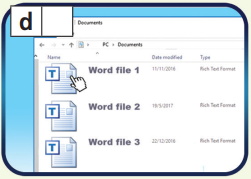 d
Documents
PC > Documents
Name Date modified Type
Word file 1 11/11/2016 Rich Text Format
Word file 2 19/5/2017 Rich Text Format
Word file 3 22/12/2016 Rich Text Format